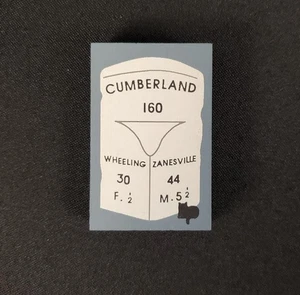 CUMBERLAND
160
WHEELING ZANESVILLE
30 44
F. ½ M. 5 ½